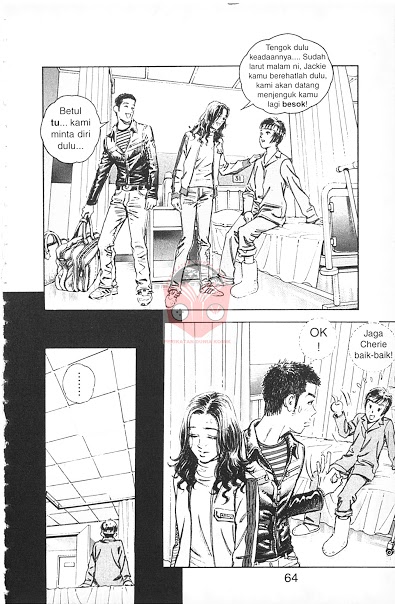 Tengok dulu
keadaannya.... Sudah
larut malam ni, Jackie
kamu berehatlah dulu,
kami akan datang
menjenguk kamu
lagi besok!
Betul
tu... kami
minta diri
dulu...
OK
!
Jaga
Cherie
baik-baik!
......
64